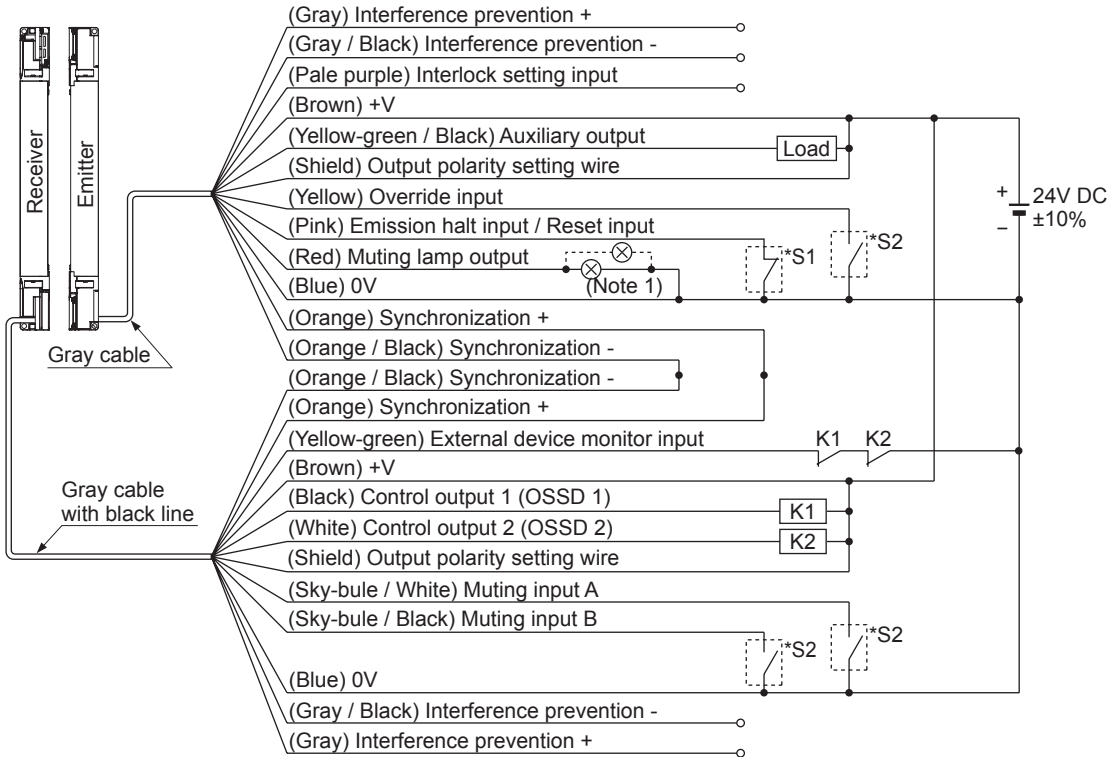 Receiver
Emitter
(Gray) Interference prevention +
(Gray / Black) Interference prevention -
(Pale purple) Interlock setting input
(Brown) +V
(Yellow-green / Black) Auxiliary output
Load
(Shield) Output polarity setting wire
(Yellow) Override input
+
24V DC
±10%
−
(Pink) Emission halt input / Reset input
*S1
*S2
(Red) Muting lamp output
(Note 1)
(Blue) 0V
(Orange) Synchronization +
(Orange / Black) Synchronization -
Gray cable
(Orange / Black) Synchronization -
(Orange) Synchronization +
(Yellow-green) External device monitor input
K1
K2
(Brown) +V
Gray cable
with black line
(Black) Control output 1 (OSSD 1)
K1
(White) Control output 2 (OSSD 2)
K2
(Shield) Output polarity setting wire
(Sky-bule / White) Muting input A
(Sky-bule / Black) Muting input B
*S2
*S2
(Blue) 0V
(Gray / Black) Interference prevention -
(Gray) Interference prevention +